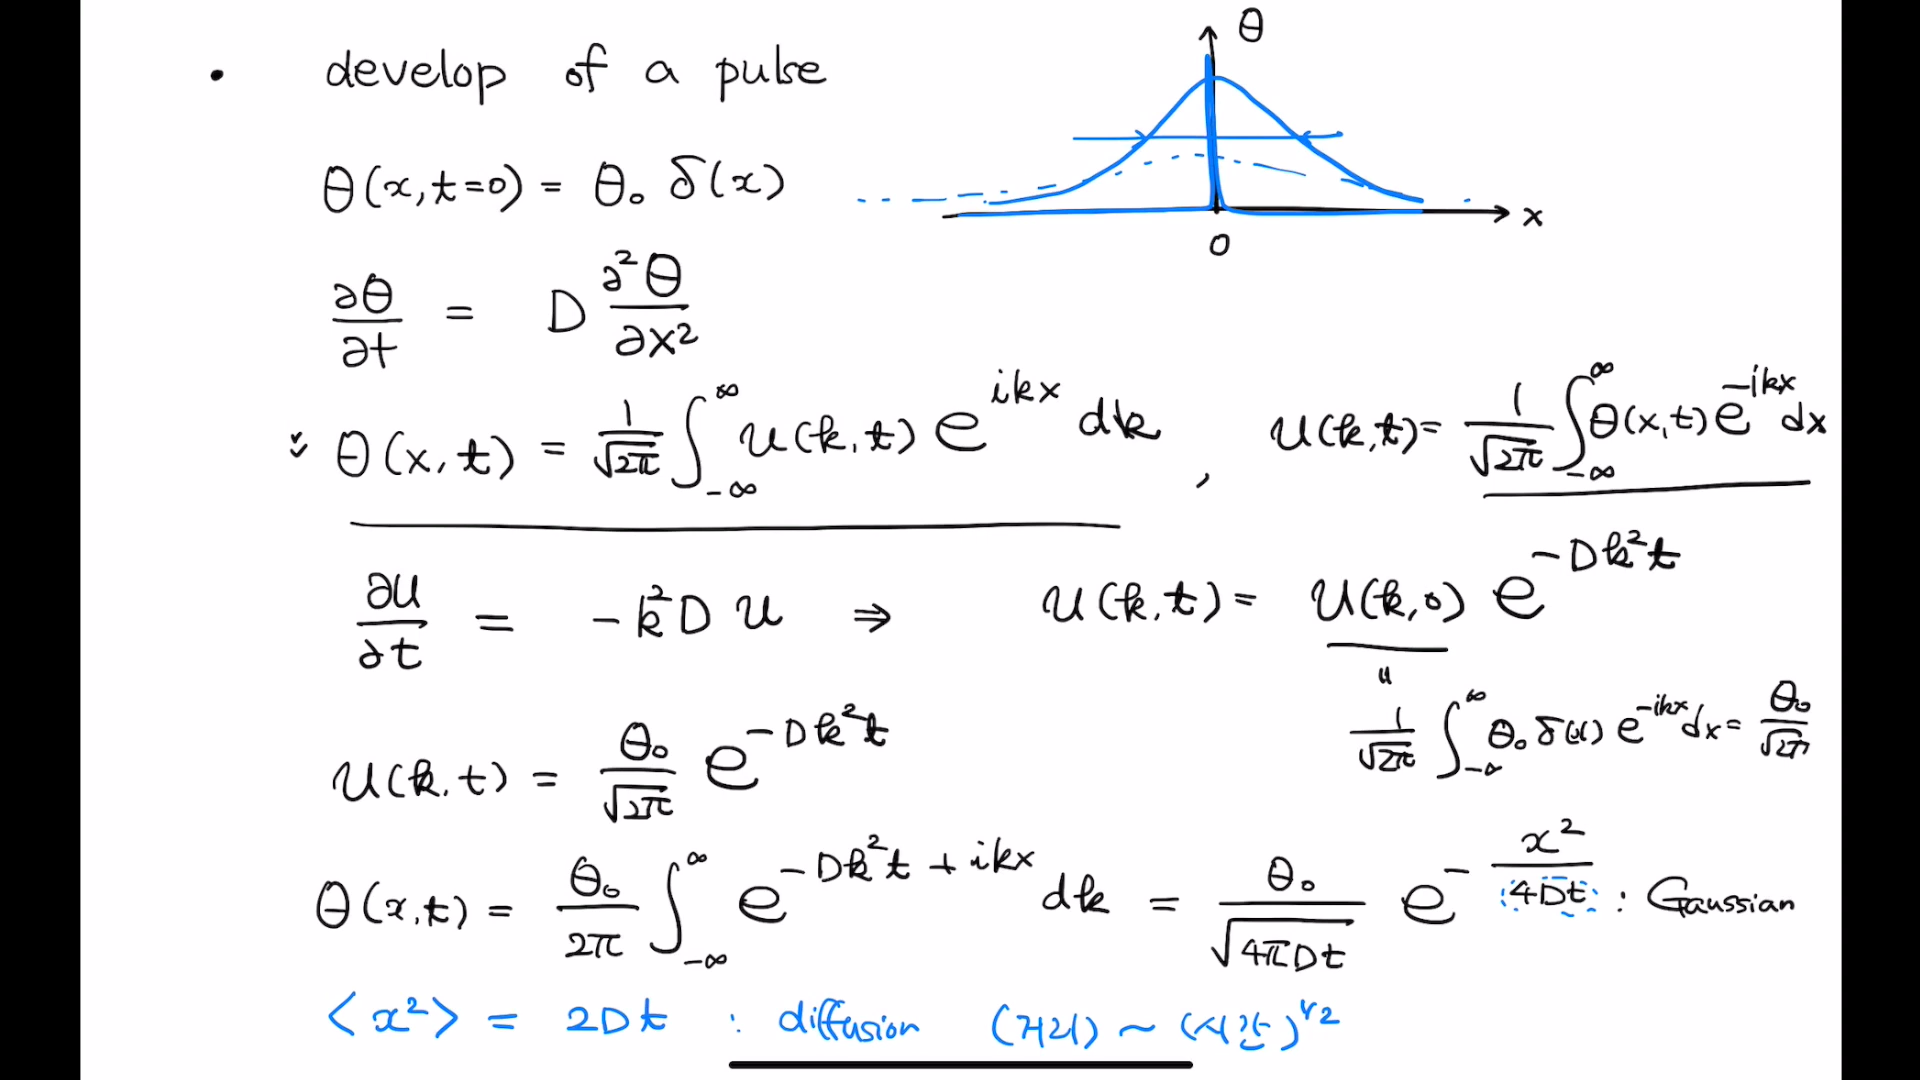 • develop of a pulse
θ
x
0
θ(x,t=0) = θ₀ δ(x)
∂θ/∂t = D ∂²θ/∂x²
θ(x,t) = 1/√2π ∫_{-∞}^{∞} u(k,t) e^{ikx} dk , u(k,t) = 1/√2π ∫_{-∞}^{∞} θ(x,t) e^{-ikx} dx
∂u/∂t = -k²D u ⇒ u(k,t) = u(k,0) e^{-Dk²t}
1/√2π ∫_{-∞}^{∞} θ₀ δ(x) e^{-ikx} dx = θ₀/√2π
u(k,t) = θ₀/√2π e^{-Dk²t}
θ(x,t) = θ₀/2π ∫_{-∞}^{∞} e^{-Dk²t + ikx} dk = θ₀/√4πDt e^{-x²/4Dt} : Gaussian
<x²> = 2Dt : diffusion (거리) ~ (시간)^{1/2}